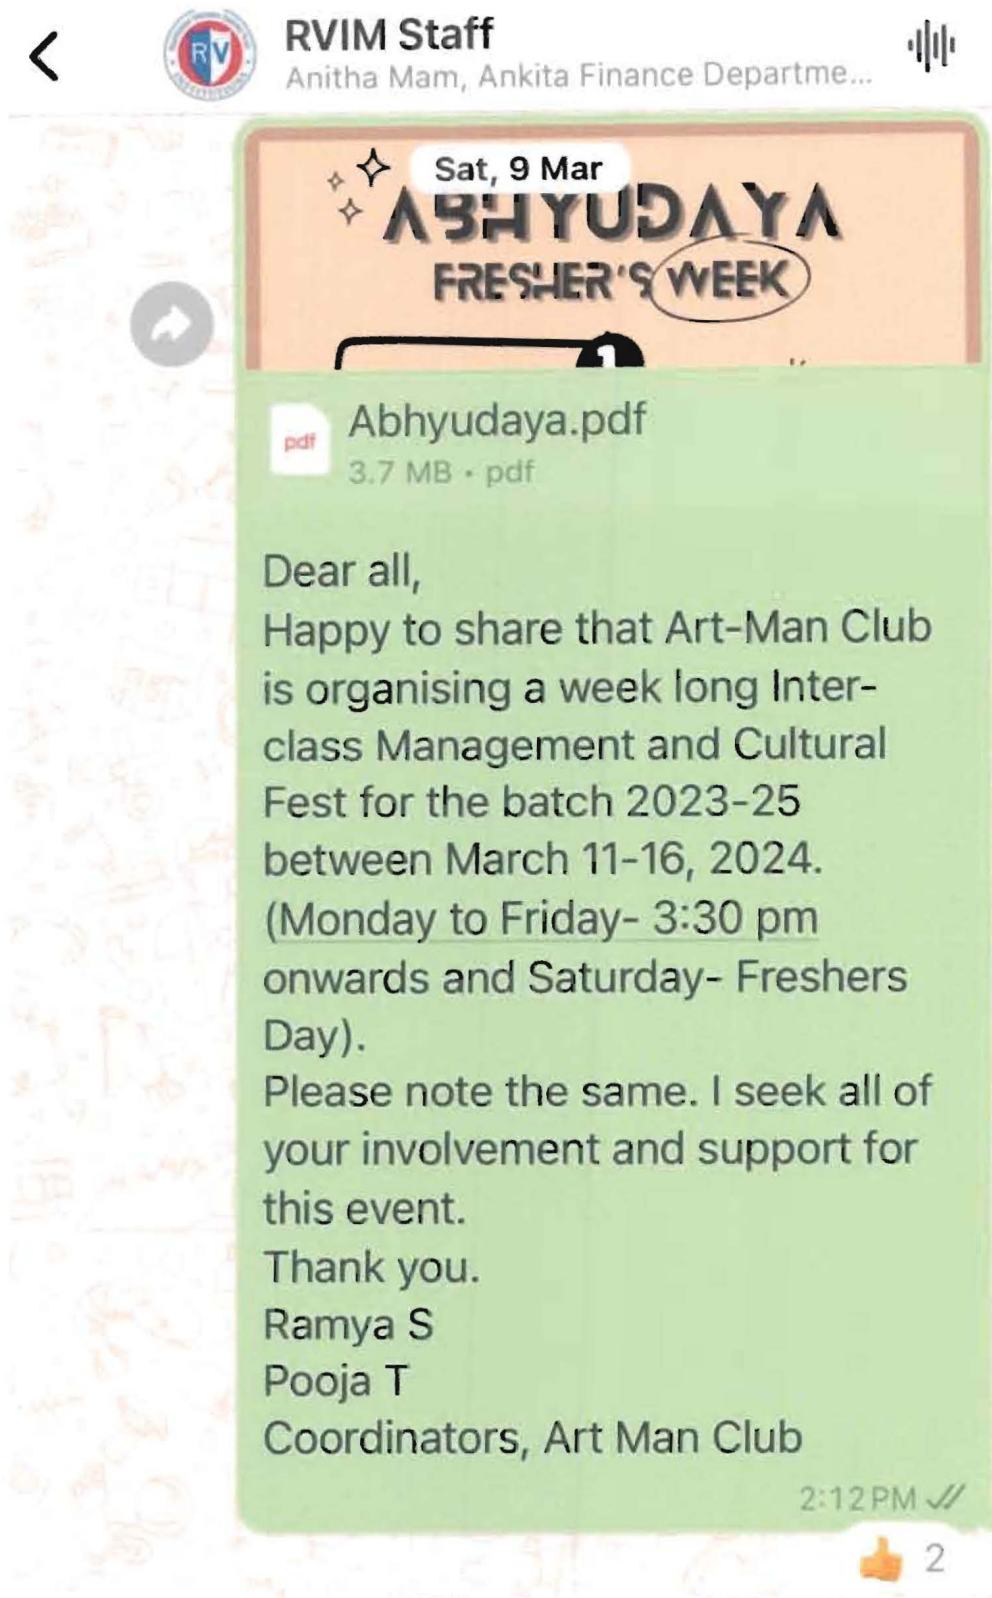 RVIM Staff
Anitha Mam, Ankita Finance Departme...
RV
Sat, 9 Mar
ABHYUDAYA
FRESHER'S WEEK
1
pdf
Abhyudaya.pdf
3.7 MB • pdf
Dear all,
Happy to share that Art-Man Club
is organising a week long Inter-
class Management and Cultural
Fest for the batch 2023-25
between March 11-16, 2024.
(Monday to Friday- 3:30 pm
onwards and Saturday- Freshers
Day).
Please note the same. I seek all of
your involvement and support for
this event.
Thank you.
Ramya S
Pooja T
Coordinators, Art Man Club
2:12 PM
👍 2